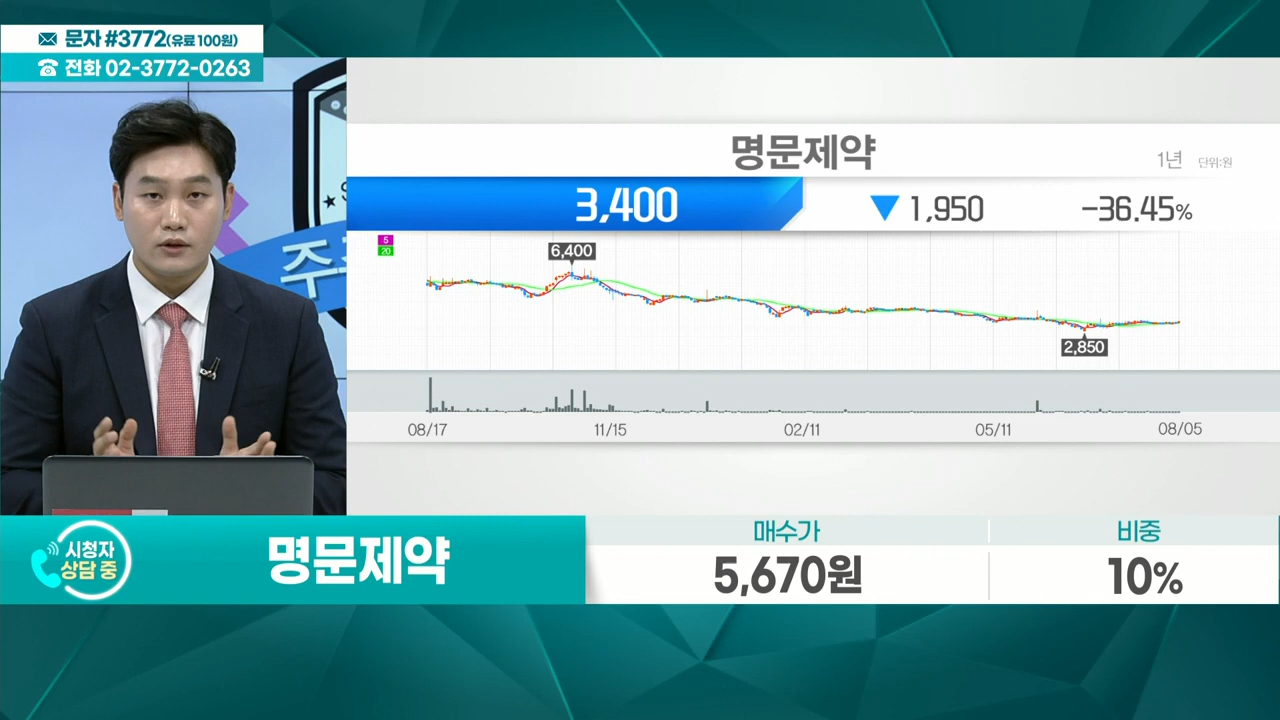 문자 #3772(유료 100원)
전화 02-3772-0263
명문제약
1년 단위:원
3,400 ▼ 1,950 -36.45%
5
20
6,400
2,850
08/17 11/15 02/11 05/11 08/05
시청자
상담 중
명문제약
매수가 비중
5,670원 10%